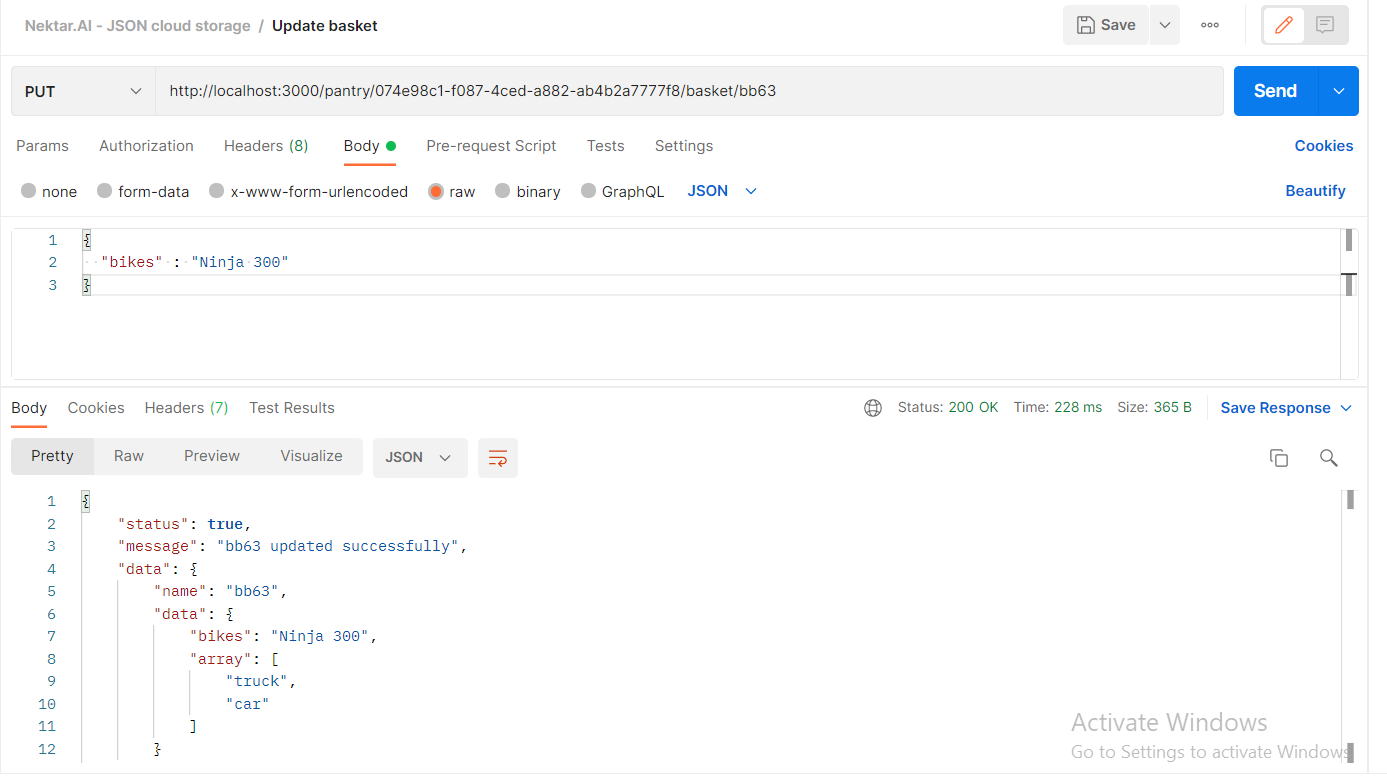 Nektar.AI - JSON cloud storage / Update basket
Save
PUT
http://localhost:3000/pantry/074e98c1-f087-4ced-a882-ab4b2a7777f8/basket/bb63
Send
Params Authorization Headers (8) Body Pre-request Script Tests Settings Cookies
none form-data x-www-form-urlencoded raw binary GraphQL JSON Beautify
1 {
2 "bikes" : "Ninja 300"
3 }
Body Cookies Headers (7) Test Results Status: 200 OK Time: 228 ms Size: 365 B Save Response
Pretty Raw Preview Visualize JSON
1 {
2 "status": true,
3 "message": "bb63 updated successfully",
4 "data": {
5 "name": "bb63",
6 "data": {
7 "bikes": "Ninja 300",
8 "array": [
9 "truck",
10 "car"
11 ]
12 }
Activate Windows
Go to Settings to activate Windows